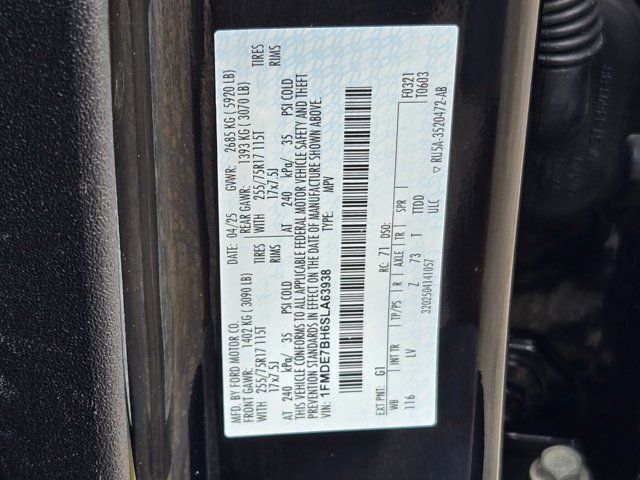 MFD. BY FORD MOTOR CO.
DATE: 04/25 GVWR: 2685 KG ( 5920 LB)
FRONT GAWR: 1402 KG ( 3090 LB) REAR GAWR: 1393 KG ( 3070 LB)
WITH 255/75R17 115T TIRES WITH 255/75R17 115T TIRES
17x7.5J RIMS 17x7.5J RIMS
AT 240 kPa/ 35 PSI COLD AT 240 kPa/ 35 PSI COLD
THIS VEHICLE CONFORMS TO ALL APPLICABLE FEDERAL MOTOR VEHICLE SAFETY AND THEFT
PREVENTION STANDARDS IN EFFECT ON THE DATE OF MANUFACTURE SHOWN ABOVE.
VIN: 1FMDE7BH6SLA63938 TYPE: MPV
F0321
T0603
EXT PNT: G1 RC: 71 DSO:
WB INT TR TP/PS R AXLE TR SPR
116 LV Z 73 T TTDD
ULC
3202504141057
▽ RU5A-3520472-AB